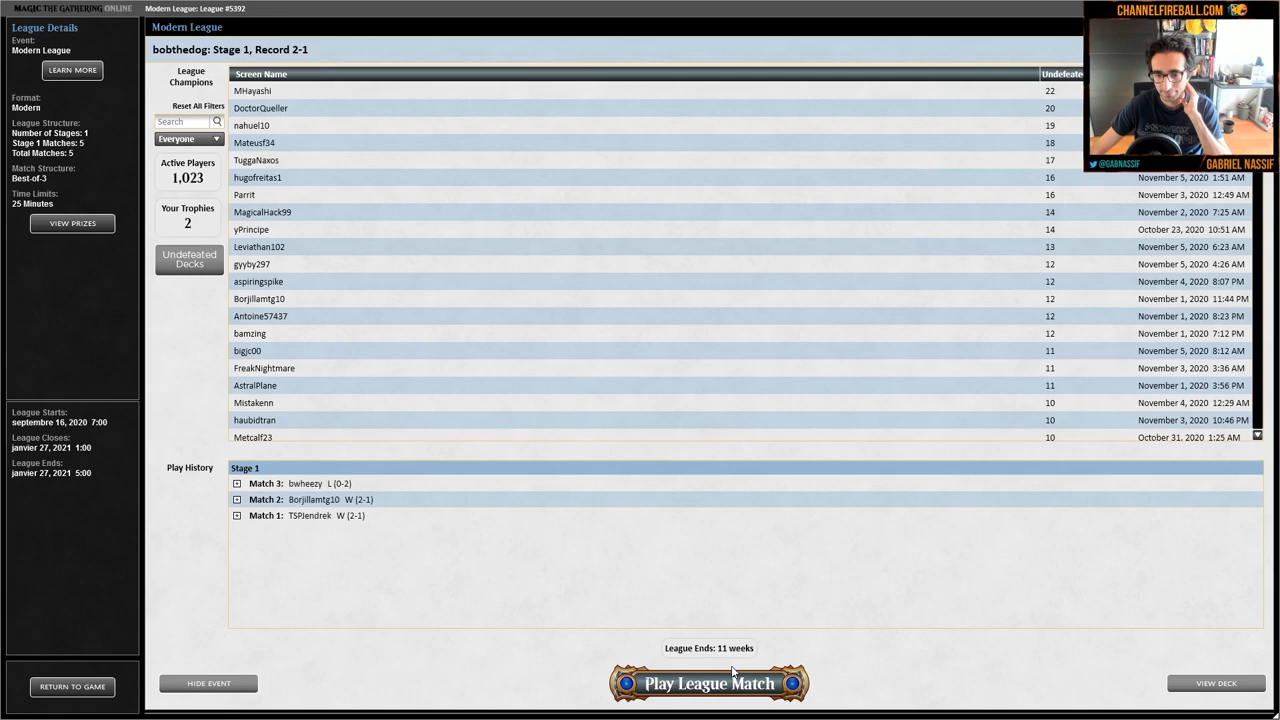 MAGIC THE GATHERING ONLINE
Modern League: League #5392
CHANNELFIREBALL.COM
League Details
Event:
Modern League
LEARN MORE
Format:
Modern
League Structure:
Number of Stages: 1
Stage 1 Matches: 5
Total Matches: 5
Match Structure:
Best-of-3
Time Limits:
25 Minutes
VIEW PRIZES
League Starts:
septembre 16, 2020 7:00
League Closes:
janvier 27, 2021 1:00
League Ends:
janvier 27, 2021 5:00
RETURN TO GAME
Modern League
bobthedog: Stage 1, Record 2-1
League
Champions
Reset All Filters
Search
Everyone
Active Players
1,023
Your Trophies
2
Undefeated
Decks
Screen Name Undefeate
MHayashi 22
DoctorQueller 20
nahuel10 19
Mateusf34 18
TuggaNaxos 17
hugofreitas1 16 November 5, 2020 1:51 AM
Parrit 16 November 3, 2020 12:49 AM
MagicalHack99 14 November 2, 2020 7:25 AM
yPrincipe 14 October 23, 2020 10:51 AM
Leviathan102 13 November 5, 2020 6:23 AM
gyyby297 12 November 5, 2020 4:26 AM
aspiringspike 12 November 4, 2020 8:07 PM
Borjillamtg10 12 November 1, 2020 11:44 PM
Antoine57437 12 November 1, 2020 8:23 PM
bamzing 12 November 1, 2020 7:12 PM
bigjc00 11 November 5, 2020 8:12 AM
FreakNightmare 11 November 3, 2020 3:36 AM
AstralPlane 11 November 1, 2020 3:56 PM
Mistakenn 10 November 4, 2020 12:29 AM
haubidtran 10 November 3, 2020 10:46 PM
Metcalf23 10 October 31, 2020 1:25 AM
@GABNASSIF
GABRIEL NASSIF
Play History
Stage 1
Match 3: bwheezy L (0-2)
Match 2: Borjillamtg10 W (2-1)
Match 1: TSPJendrek W (2-1)
League Ends: 11 weeks
HIDE EVENT
Play League Match
VIEW DECK